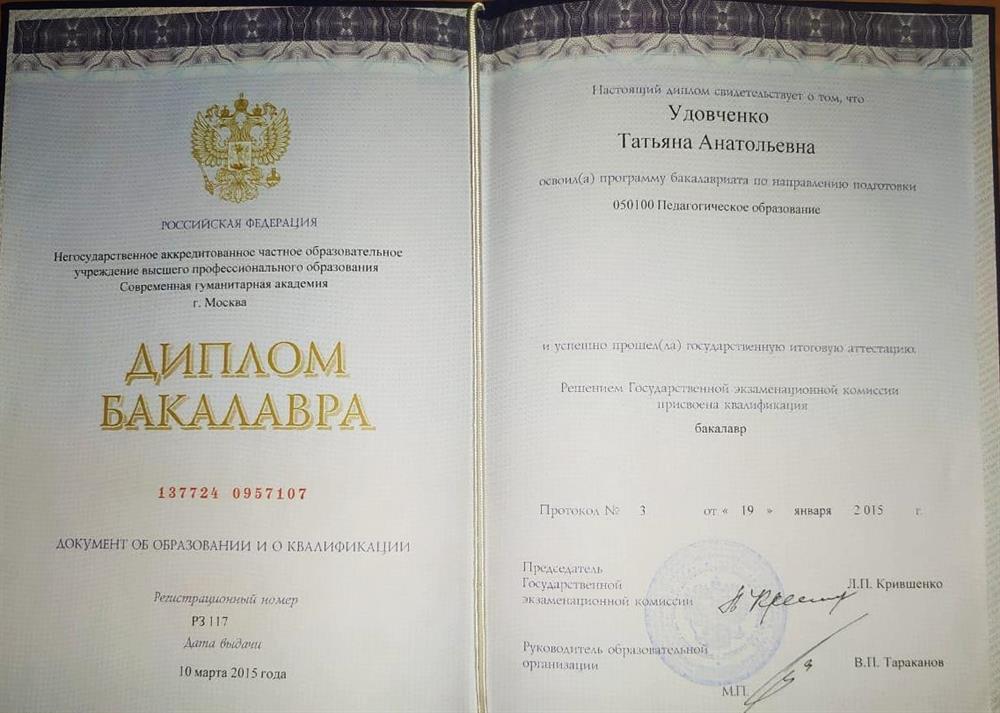 РОССИЙСКАЯ ФЕДЕРАЦИЯ
Негосударственное аккредитованное частное образовательное
учреждение высшего профессионального образования
Современная гуманитарная академия
г. Москва
ДИПЛОМ
БАКАЛАВРА
137724 0957107
ДОКУМЕНТ ОБ ОБРАЗОВАНИИ И О КВАЛИФИКАЦИИ
Регистрационный номер
РЗ 117
Дата выдачи
10 марта 2015 года
Настоящий диплом свидетельствует о том, что
Удовченко
Татьяна Анатольевна
освоил(а) программу бакалавриата по направлению подготовки
050100 Педагогическое образование
и успешно прошел(ла) государственную итоговую аттестацию.
Решением Государственной экзаменационной комиссии
присвоена квалификация
бакалавр
Протокол № 3 от « 19 » января 2015 г.
Председатель
Государственной
экзаменационной комиссии
Л.П. Крившенко
Руководитель образовательной
организации
В.П. Тараканов
М.П.